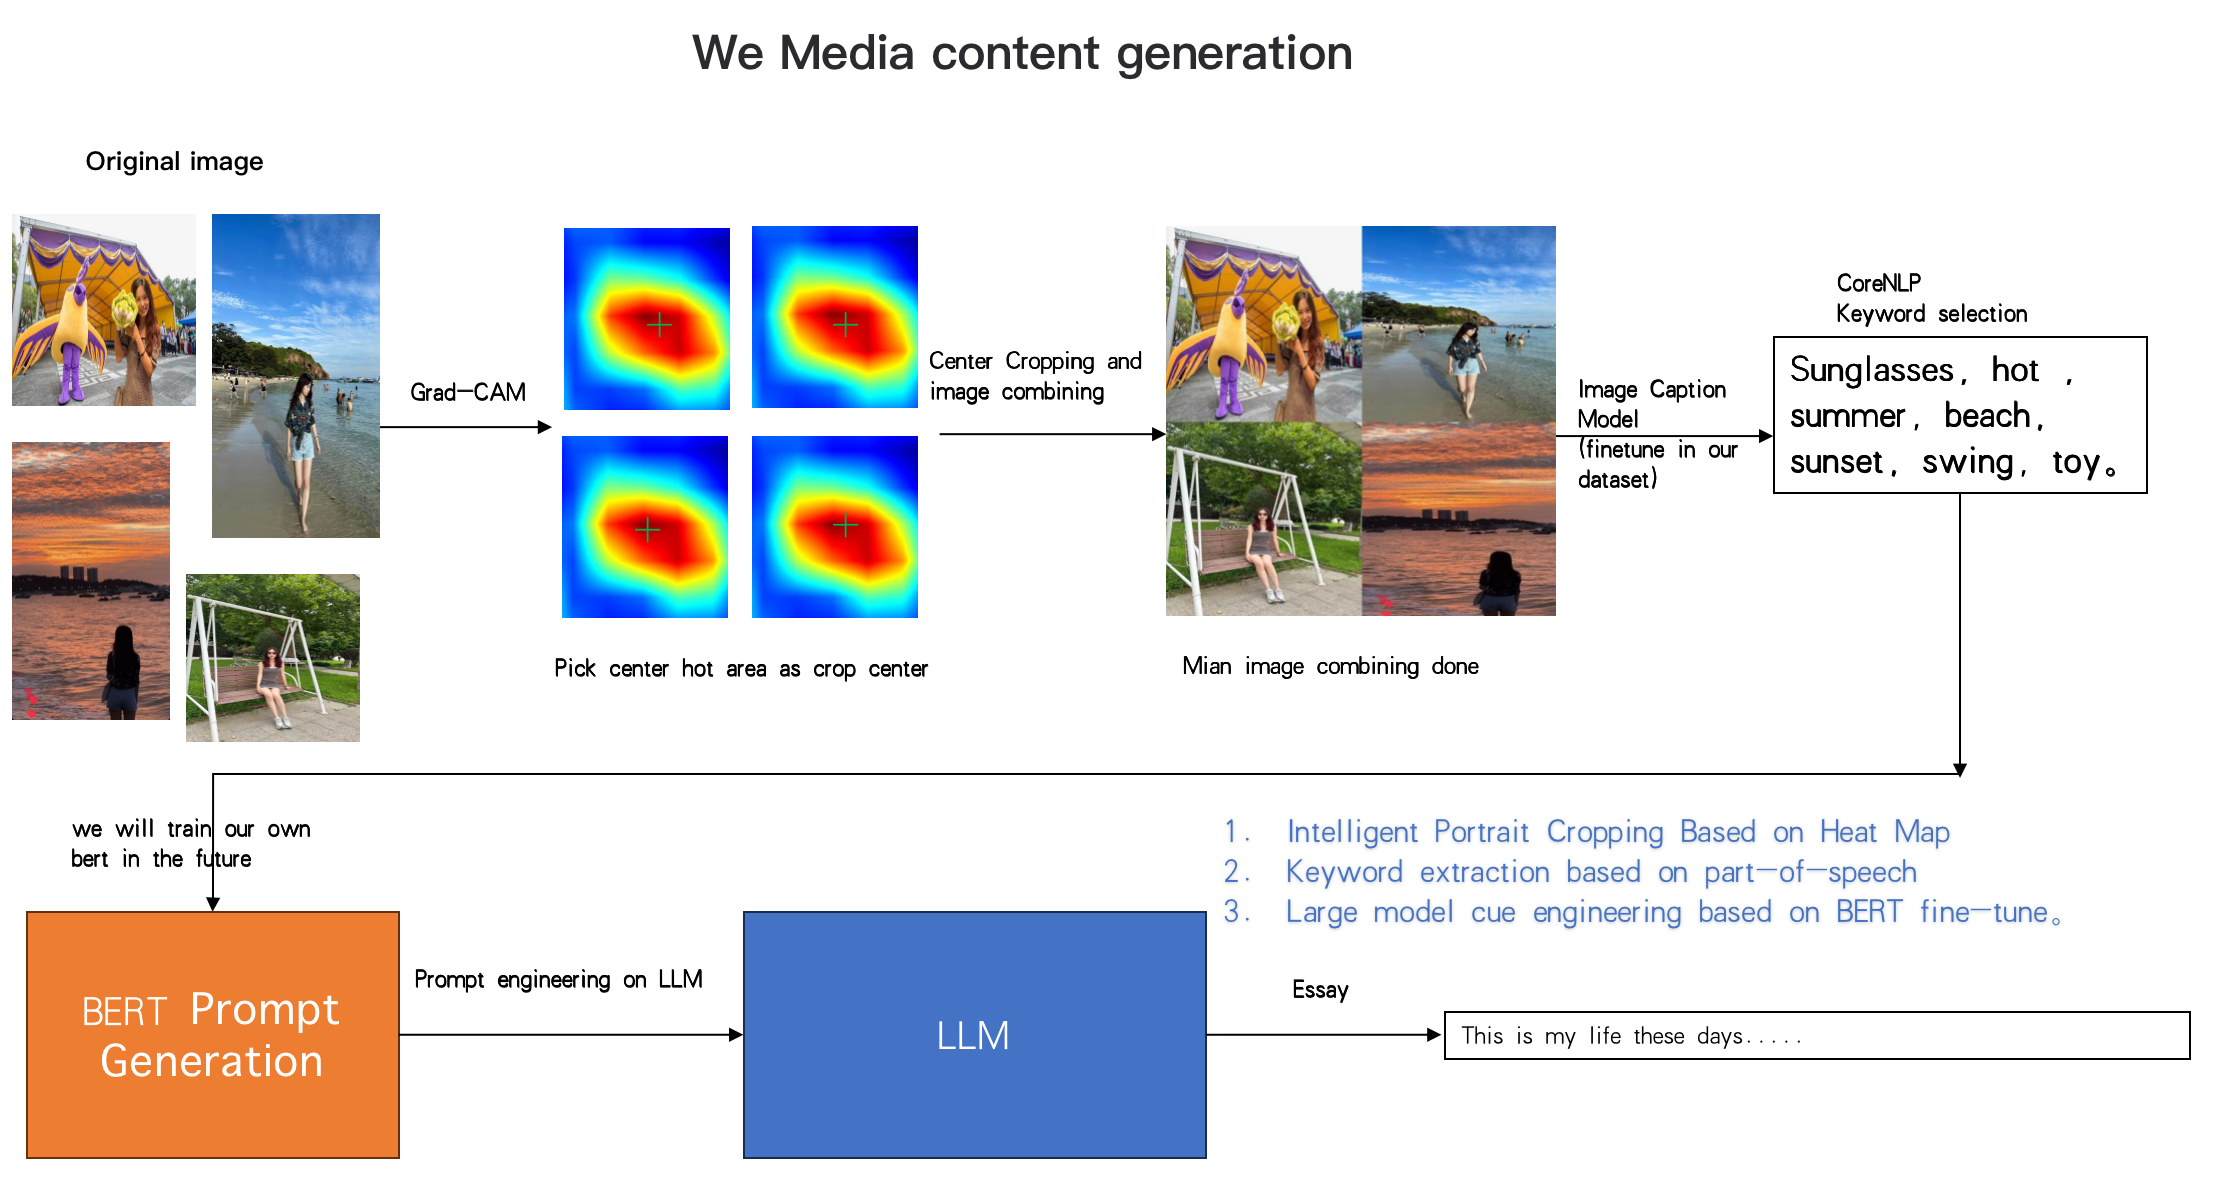 We Media content generation
Original image
Grad-CAM
Center Cropping and
image combining
Pick center hot area as crop center
Mian image combining done
Image Caption
Model
(finetune in our
dataset)
CoreNLP
Keyword selection
Sunglasses, hot ,
summer, beach,
sunset, swing, toy。
we will train our own
bert in the future
BERT Prompt
Generation
Prompt engineering on LLM
LLM
1. Intelligent Portrait Cropping Based on Heat Map
2. Keyword extraction based on part-of-speech
3. Large model cue engineering based on BERT fine-tune。
Essay
This is my life these days.....